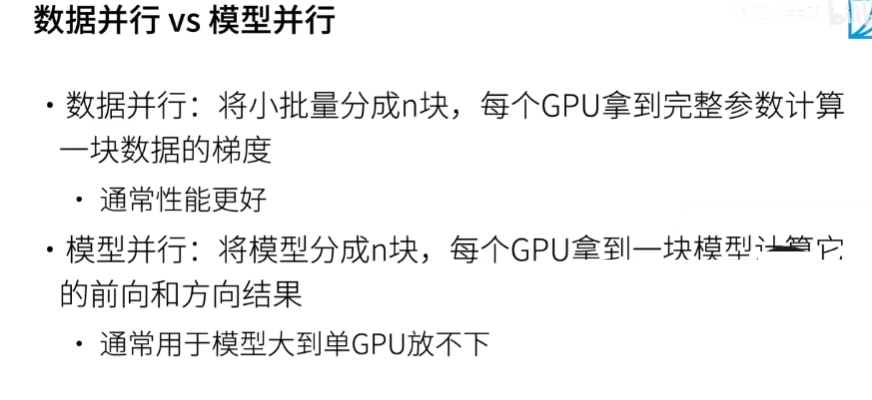 数据并行 vs 模型并行
• 数据并行：将小批量分成n块，每个GPU拿到完整参数计算
一块数据的梯度
• 通常性能更好
• 模型并行：将模型分成n块，每个GPU拿到一块模型计算它
的前向和方向结果
• 通常用于模型大到单GPU放不下